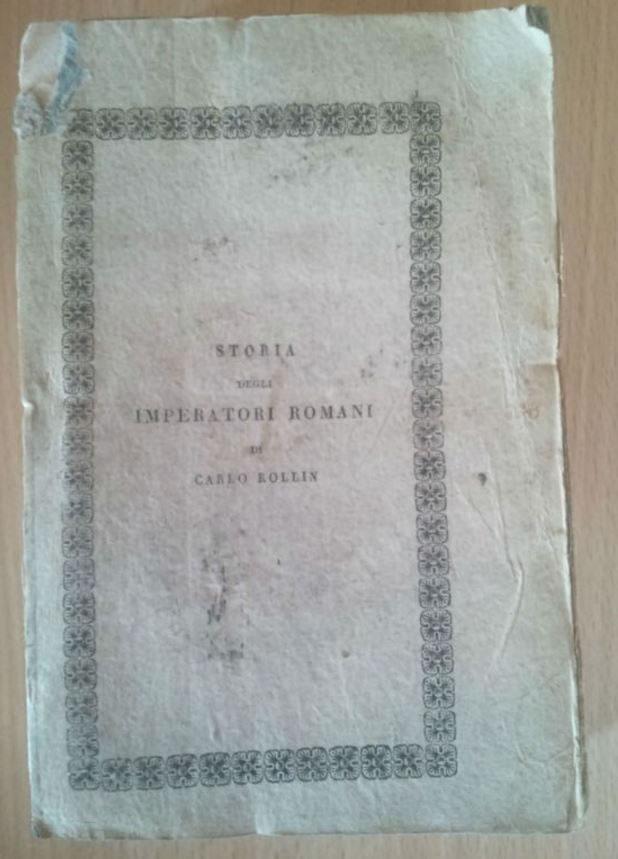 STORIA
DEGLI
IMPERATORI ROMANI
DI
CARLO ROLLIN